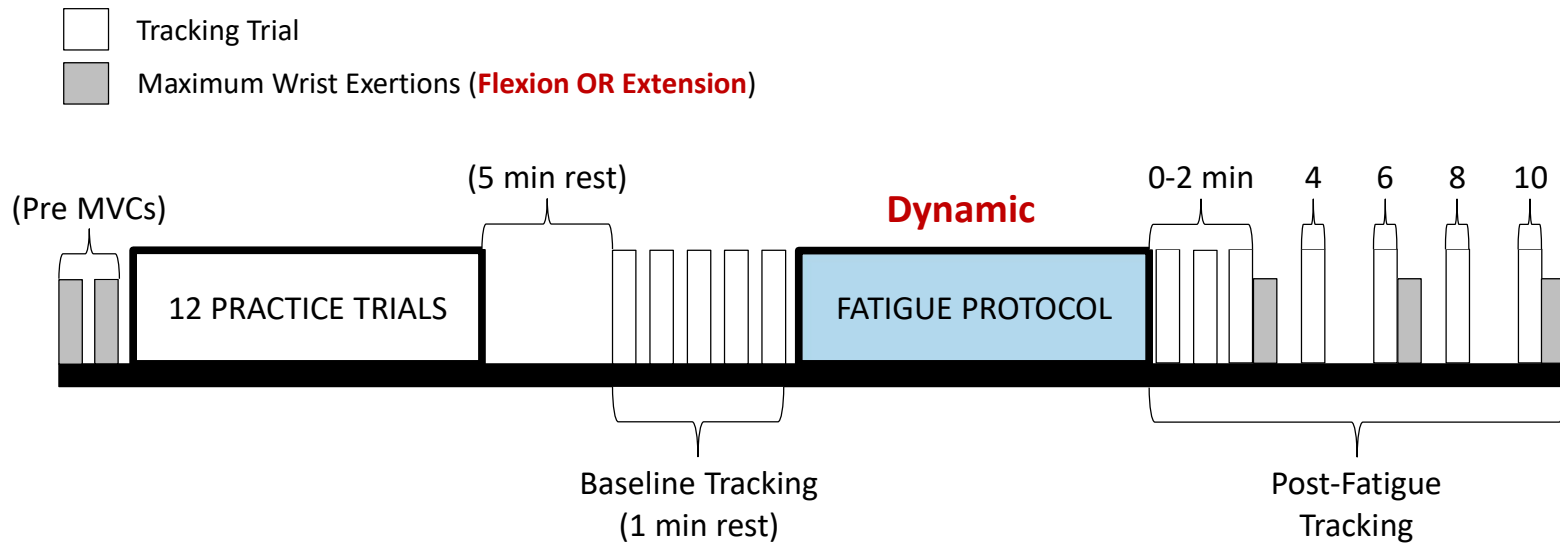 Tracking Trial
Maximum Wrist Exertions (Flexion OR Extension)
(Pre MVCs)
(5 min rest)
Dynamic
0-2 min
4
6
8
10
12 PRACTICE TRIALS
FATIGUE PROTOCOL
Baseline Tracking
(1 min rest)
Post-Fatigue
Tracking